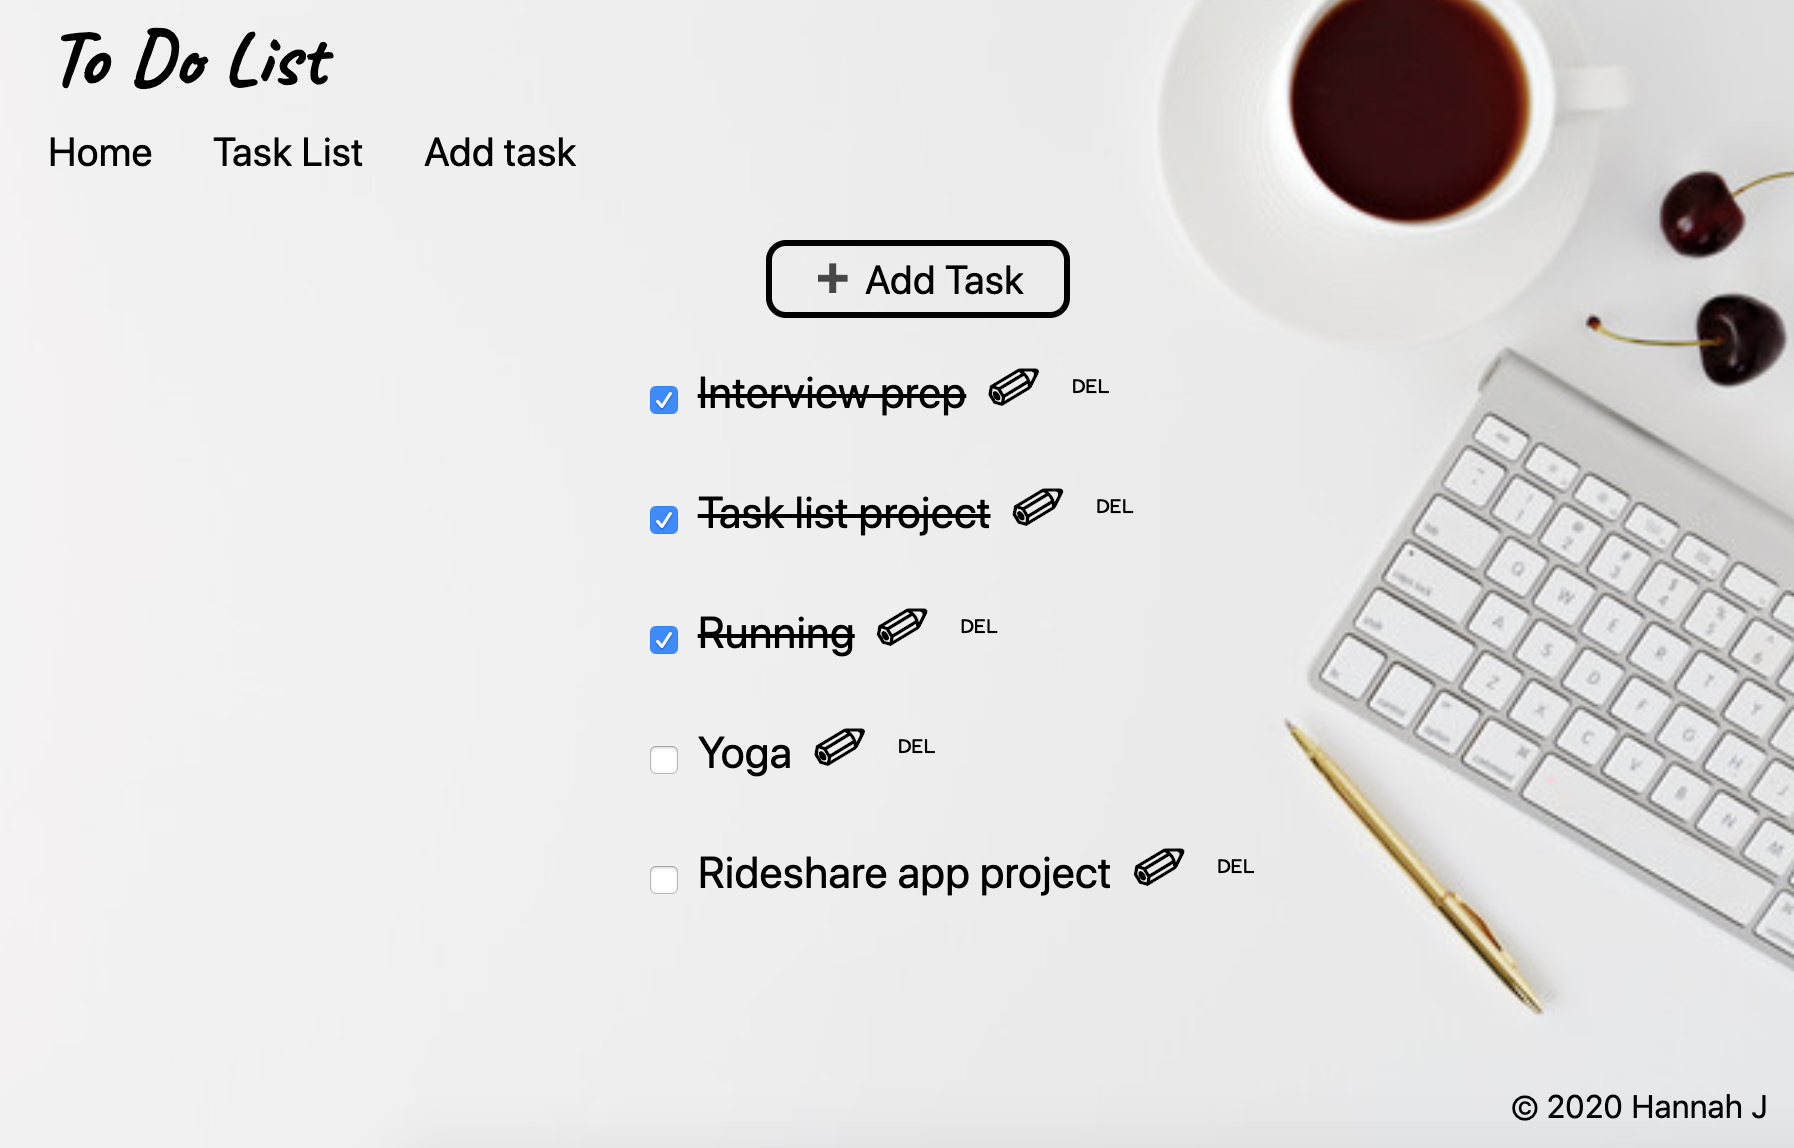 To Do List
Home Task List Add task
Add Task
Interview prep DEL
Task list project DEL
Running DEL
Yoga DEL
Rideshare app project DEL
Q W E R T Y
A S D F G H J
Z X C V B N M
© 2020 Hannah J